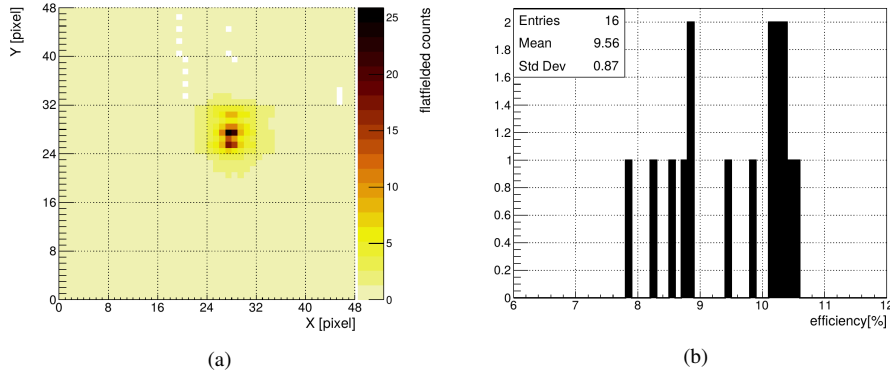 Y [pixel]
48
40
32
24
16
8
0
0 8 16 24 32 40 48
X [pixel]
25
20
15
10
5
0
flatfielded counts
(a)
Entries 16
Mean 9.56
Std Dev 0.87
2
1.8
1.6
1.4
1.2
1
0.8
0.6
0.4
0.2
0
6 7 8 9 10 11 12
efficiency[%]
(b)